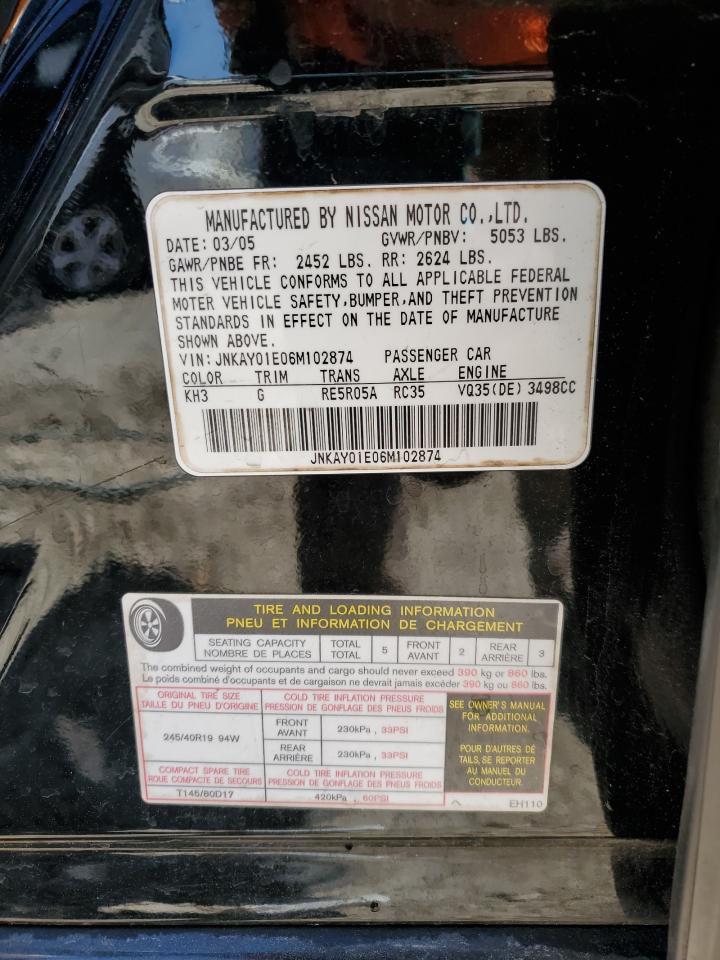 MANUFACTURED BY NISSAN MOTOR CO.,LTD.
DATE: 03/05 GVWR/PNBV: 5053 LBS.
GAWR/PNBE FR: 2452 LBS. RR: 2624 LBS.
THIS VEHICLE CONFORMS TO ALL APPLICABLE FEDERAL
MOTER VEHICLE SAFETY,BUMPER,AND THEFT PREVENTION
STANDARDS IN EFFECT ON THE DATE OF MANUFACTURE
SHOWN ABOVE.
VIN: JNKAY01E06M102874 PASSENGER CAR
COLOR TRIM TRANS AXLE ENGINE
KH3 G RE5R05A RC35 VQ35(DE) 3498CC
JNKAY01E06M102874
TIRE AND LOADING INFORMATION
PNEU ET INFORMATION DE CHARGEMENT
SEATING CAPACITY TOTAL 5 FRONT 2 REAR 3
NOMBRE DE PLACES TOTAL AVANT ARRIÈRE
The combined weight of occupants and cargo should never exceed 390 kg or 860 lbs.
Le poids combiné d'occupants et de cargaison ne devrait jamais excéder 390 kg ou 860 lbs.
ORIGINAL TIRE SIZE COLD TIRE INFLATION PRESSURE
TAILLE DU PNEU D'ORIGINE PRESSION DE GONFLAGE DES PNEUS FROIDS
245/40R19 94W
FRONT
AVANT
230kPa , 33PSI
REAR
ARRIÈRE
230kPa , 33PSI
COMPACT SPARE TIRE COLD TIRE INFLATION PRESSURE
ROUE COMPACTE DE SECOURS PRESSION DE GONFLAGE DES PNEUS FROIDS
T145/80D17 420kPa , 60PSI
SEE OWNER'S MANUAL
FOR ADDITIONAL
INFORMATION.
POUR D'AUTRES DÉ
TAILS, SE REPORTER
AU MANUEL DU
CONDUCTEUR.
EH110